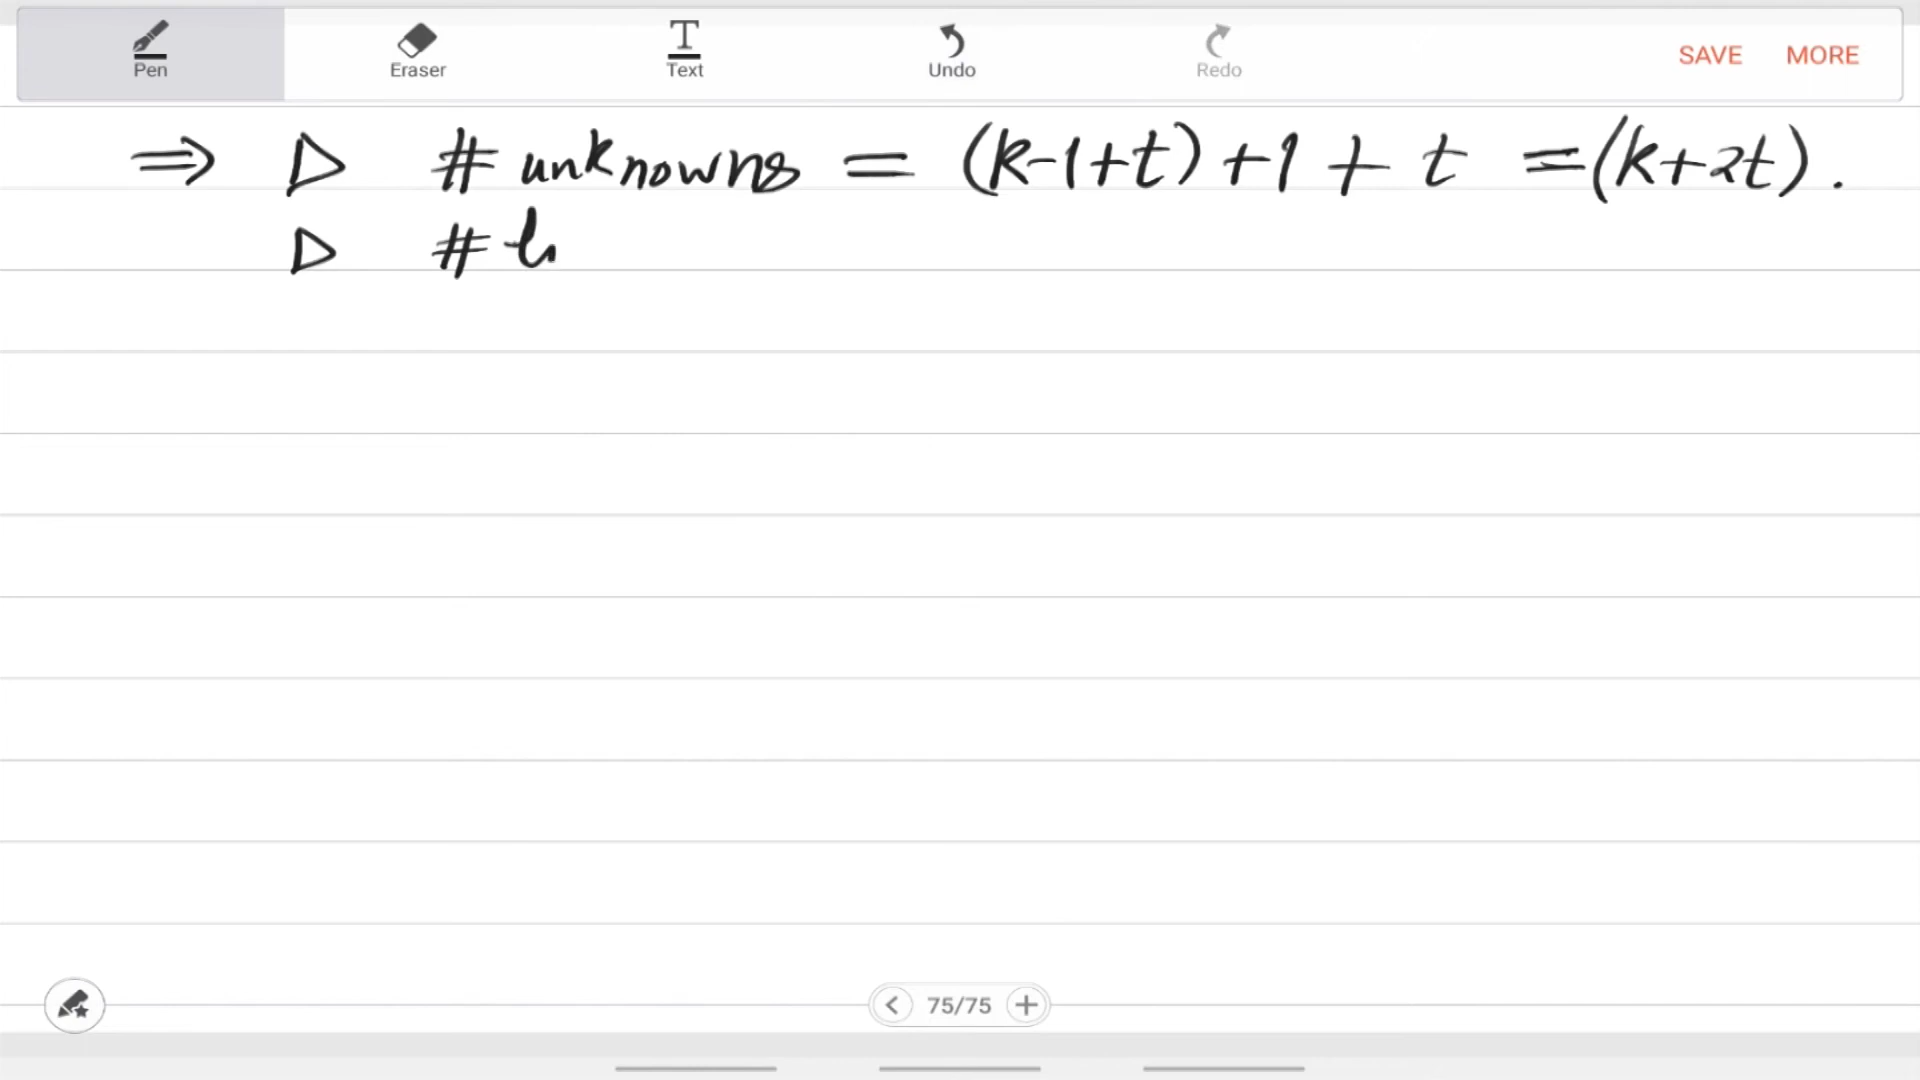 Pen Eraser Text Undo Redo SAVE MORE
⇒ ▷ # unknowns = (k-1+t) +1 + t = (k+2t).
▷ #
75/75